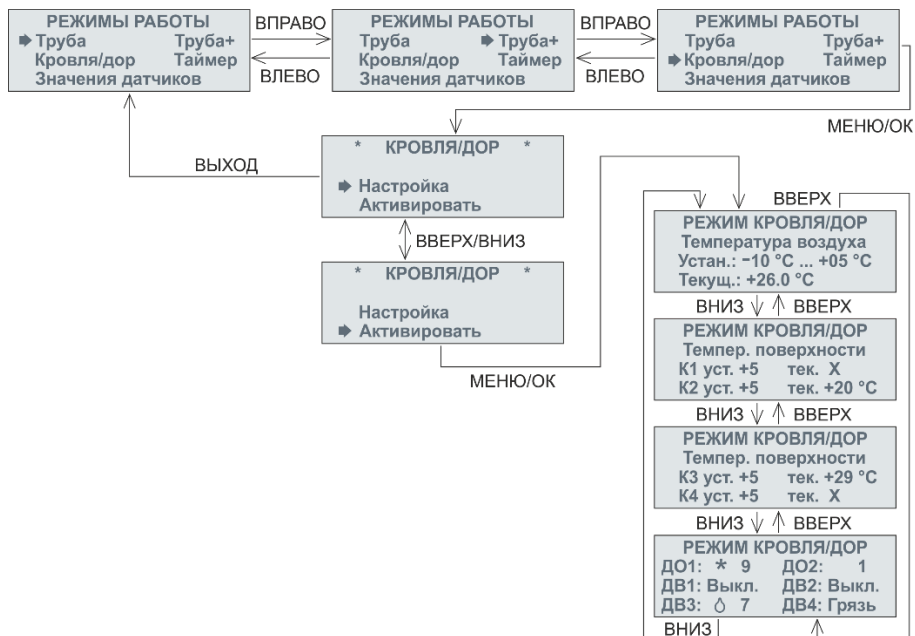 РЕЖИМЫ РАБОТЫ
➡ Труба Труба+
Кровля/дор Таймер
Значения датчиков
ВПРАВО
ВЛЕВО
РЕЖИМЫ РАБОТЫ
Труба ➡ Труба+
Кровля/дор Таймер
Значения датчиков
ВПРАВО
ВЛЕВО
РЕЖИМЫ РАБОТЫ
Труба Труба+
➡ Кровля/дор Таймер
Значения датчиков
МЕНЮ/ОК
ВЫХОД
* КРОВЛЯ/ДОР *
➡ Настройка
Активировать
ВВЕРХ/ВНИЗ
* КРОВЛЯ/ДОР *
Настройка
➡ Активировать
МЕНЮ/ОК
ВВЕРХ
РЕЖИМ КРОВЛЯ/ДОР
Температура воздуха
Устан.: -10 °C ... +05 °C
Текущ.: +26.0 °C
ВНИЗ ВВЕРХ
РЕЖИМ КРОВЛЯ/ДОР
Темпер. поверхности
К1 уст. +5 тек. X
К2 уст. +5 тек. +20 °C
ВНИЗ ВВЕРХ
РЕЖИМ КРОВЛЯ/ДОР
Темпер. поверхности
К3 уст. +5 тек. +29 °C
К4 уст. +5 тек. X
ВНИЗ ВВЕРХ
РЕЖИМ КРОВЛЯ/ДОР
ДО1: * 9 ДО2: 1
ДВ1: Выкл. ДВ2: Выкл.
ДВ3: 7 ДВ4: Грязь
ВНИЗ